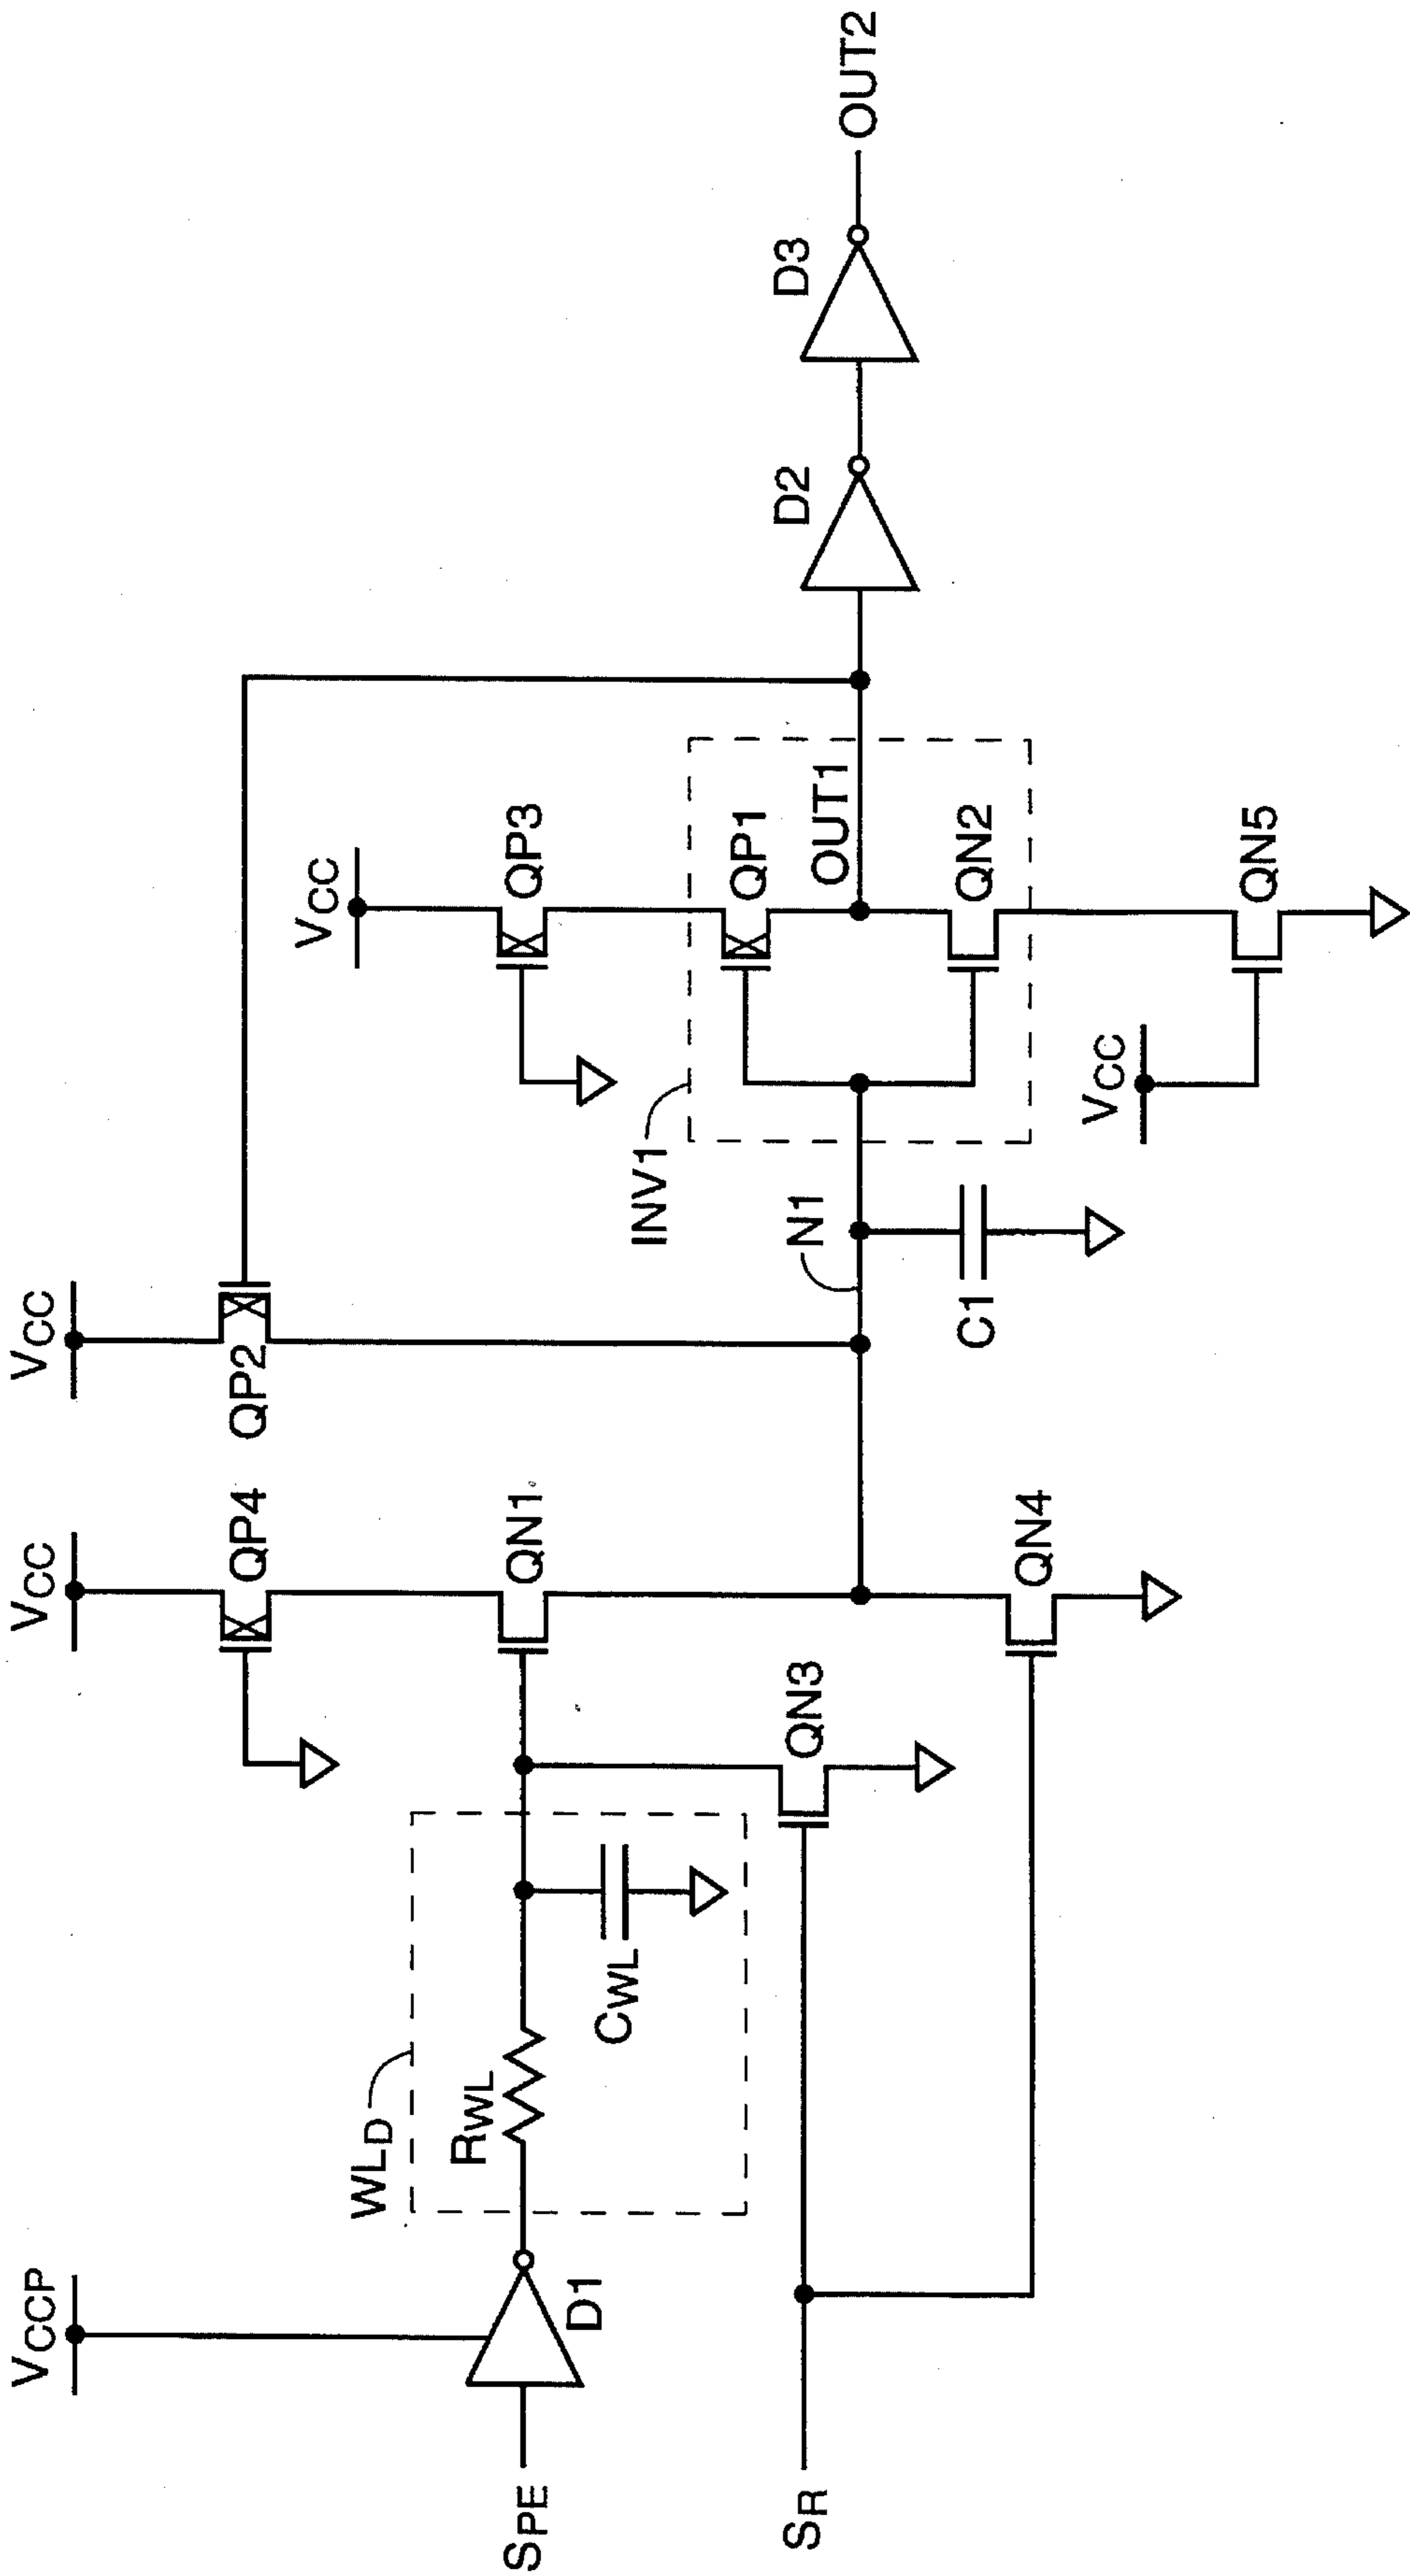 VCCP
VCC
VCC
QP4
QP2
VCC
WLD
RWL
CWL
QN1
QP3
SPE
D1
INV1
QP1
OUT1
D2
D3
OUT2
QN3
N1
C1
QN2
SR
QN4
VCC
QN5